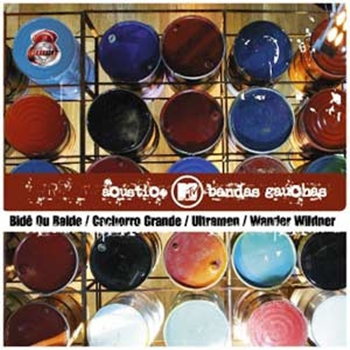 acústico MTV bandas gaúchas
Bidê Ou Balde / Cachorro Grande / Ultramen / Wander Wildner